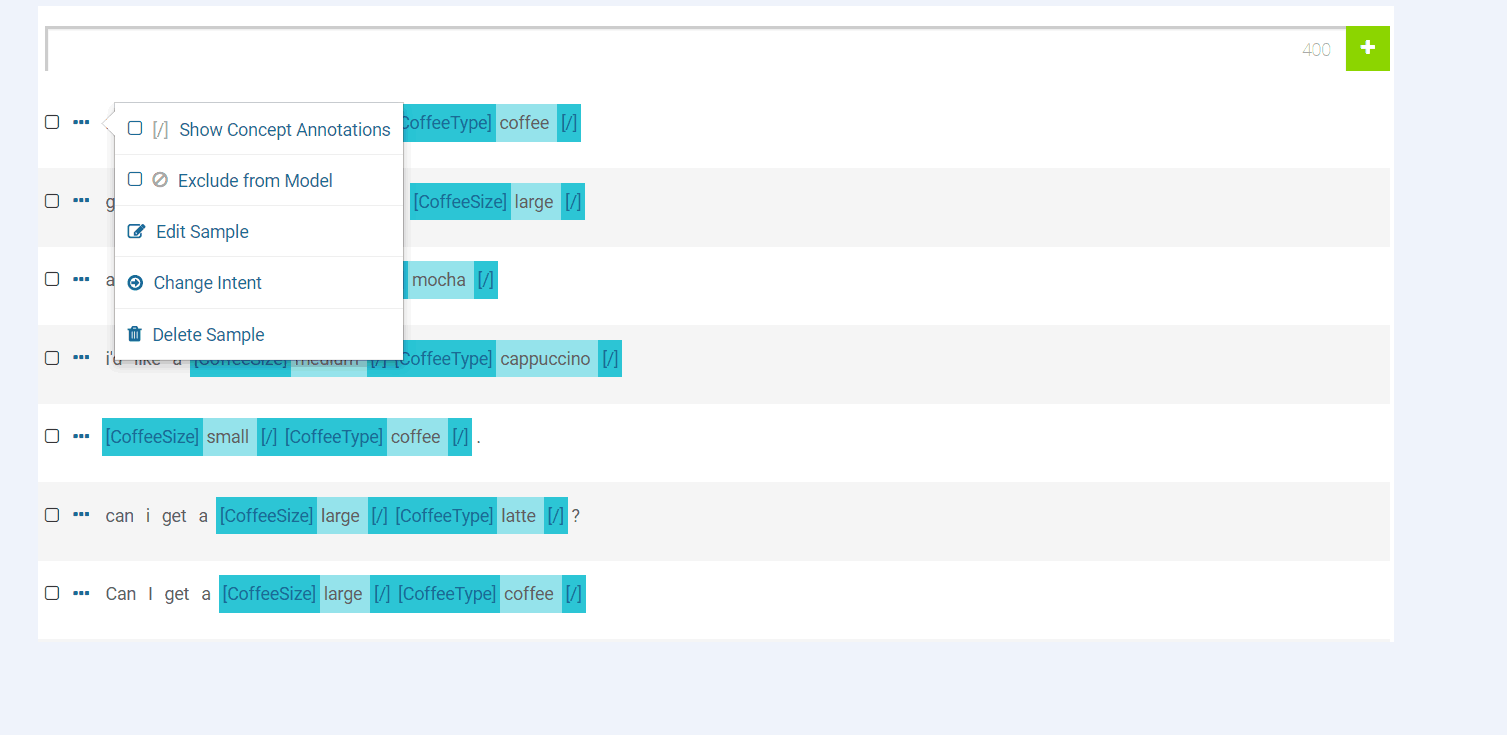 400
[CoffeeType] coffee [/]
[/] Show Concept Annotations
Exclude from Model
g [CoffeeSize] large [/]
Edit Sample
a mocha [/]
Change Intent
Delete Sample
i'd like a [CoffeeSize] medium [/] [CoffeeType] cappuccino [/]
[CoffeeSize] small [/] [CoffeeType] coffee [/] .
can i get a [CoffeeSize] large [/] [CoffeeType] latte [/] ?
Can I get a [CoffeeSize] large [/] [CoffeeType] coffee [/]